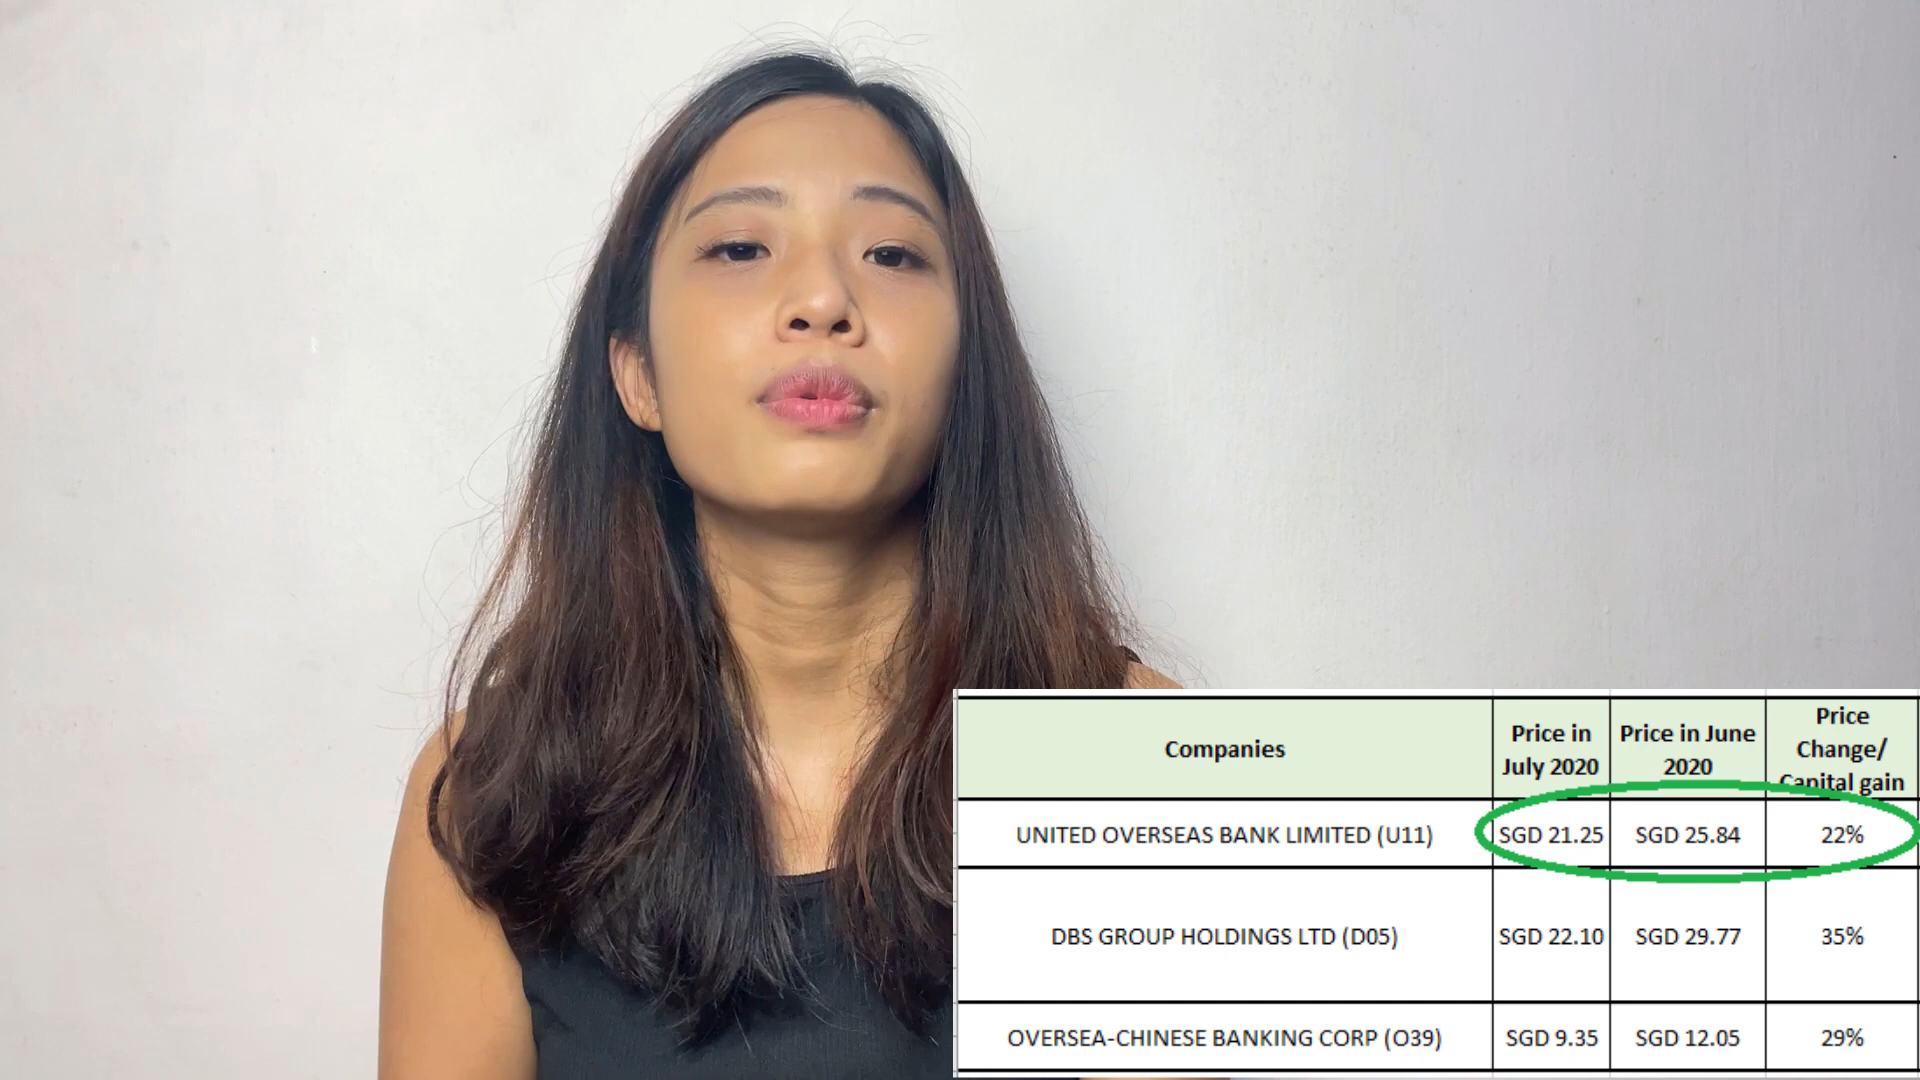 Companies
Price in July 2020
Price in June 2020
Price Change/ Capital gain
UNITED OVERSEAS BANK LIMITED (U11)
SGD 21.25
SGD 25.84
22%
DBS GROUP HOLDINGS LTD (D05)
SGD 22.10
SGD 29.77
35%
OVERSEA-CHINESE BANKING CORP (O39)
SGD 9.35
SGD 12.05
29%